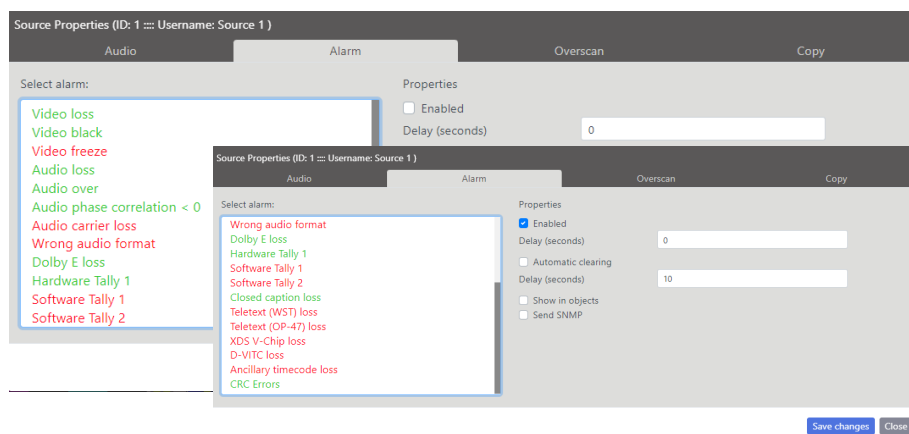 Source Properties (ID: 1 :::: Username: Source 1 )
Audio Alarm Overscan Copy
Select alarm:
Video loss
Video black
Video freeze
Audio loss
Audio over
Audio phase correlation < 0
Audio carrier loss
Wrong audio format
Dolby E loss
Hardware Tally 1
Software Tally 1
Software Tally 2
Properties
Enabled
Delay (seconds) 0
Source Properties (ID: 1 :::: Username: Source 1 )
Audio Alarm Overscan Copy
Select alarm:
Wrong audio format
Dolby E loss
Hardware Tally 1
Software Tally 1
Software Tally 2
Closed caption loss
Teletext (WST) loss
Teletext (OP-47) loss
XDS V-Chip loss
D-VITC loss
Ancillary timecode loss
CRC Errors
Properties
Enabled
Delay (seconds) 0
Automatic clearing
Delay (seconds) 10
Show in objects
Send SNMP
Save changes Close